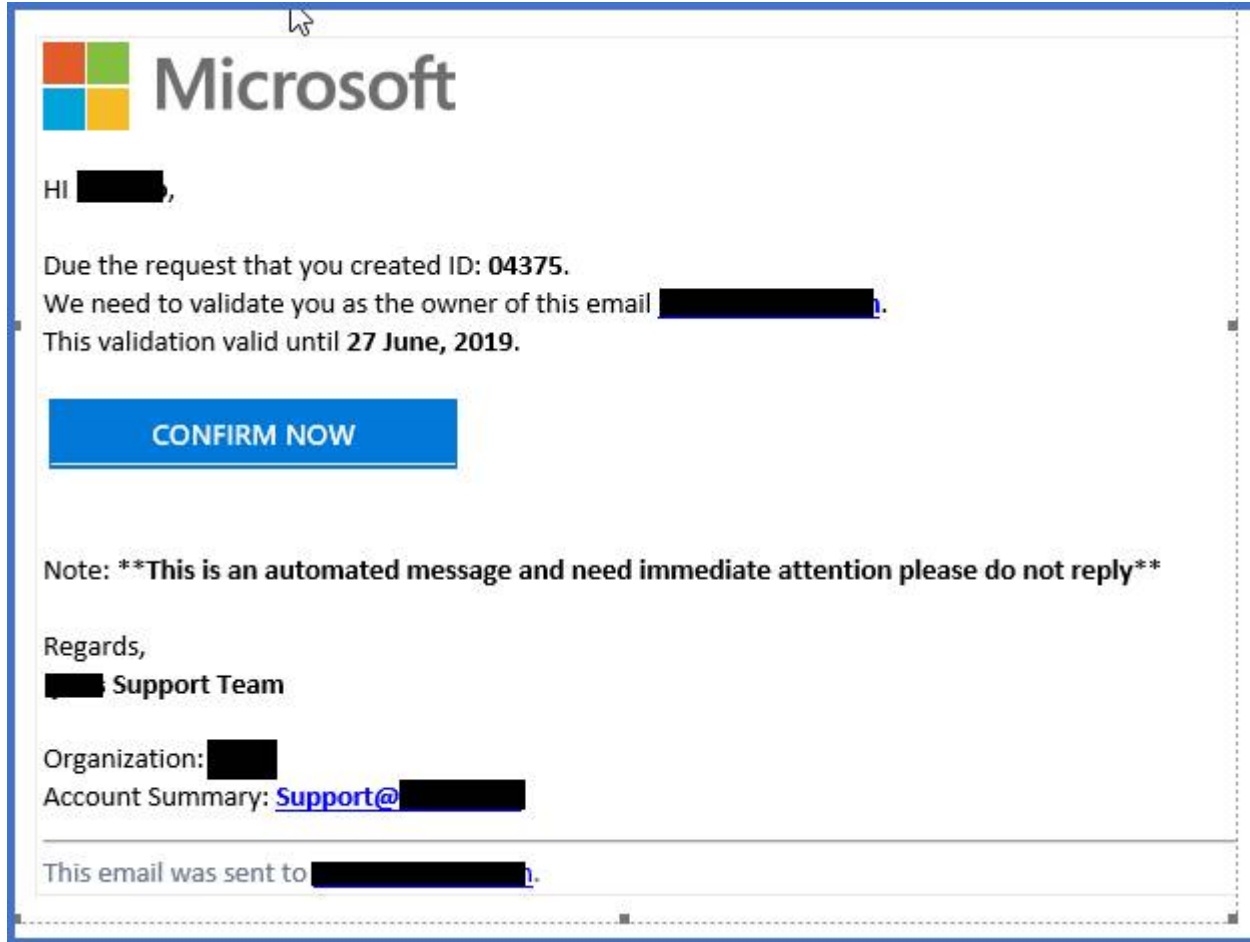 Microsoft
HI ,
Due the request that you created ID: 04375.
We need to validate you as the owner of this email .
This validation valid until 27 June, 2019.
CONFIRM NOW
Note: **This is an automated message and need immediate attention please do not reply**
Regards,
Support Team
Organization:
Account Summary: Support@
This email was sent to .